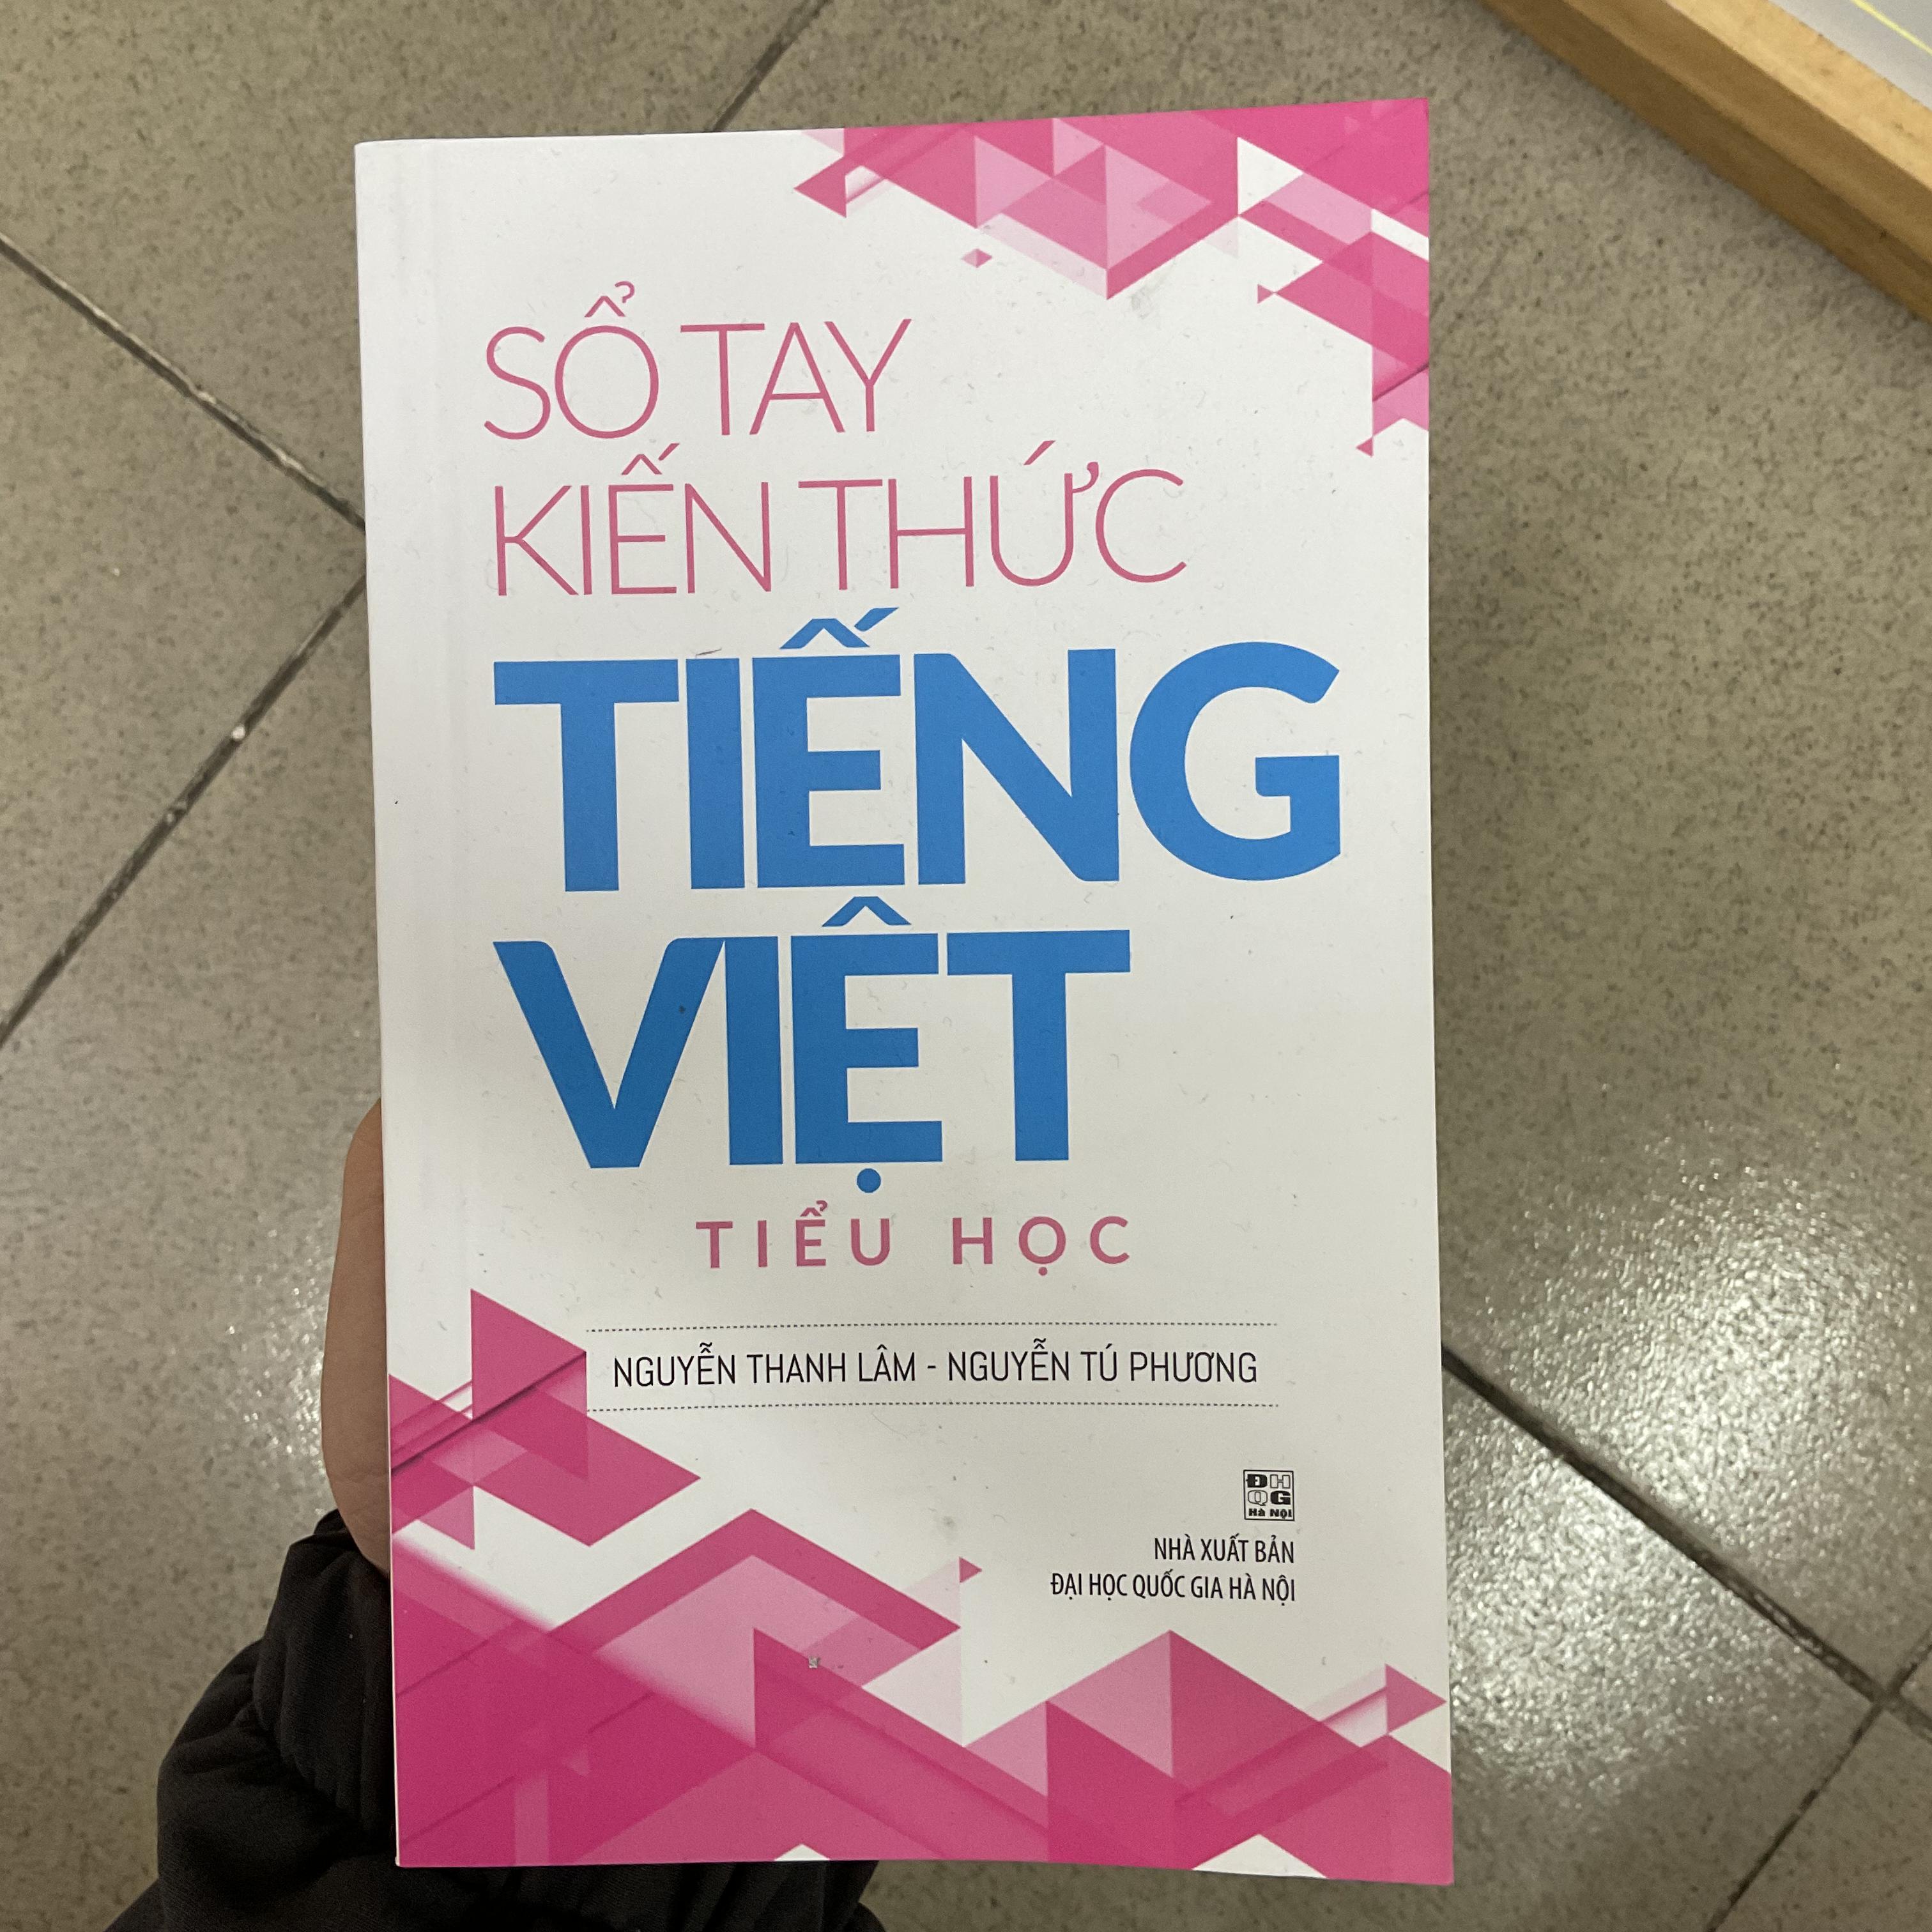 SỔ TAY
KIẾN THỨC
TIẾNG
VIỆT
TIỂU HỌC
NGUYỄN THANH LÂM - NGUYỄN TÚ PHƯƠNG
ĐH
QG
Hà NỘI
NHÀ XUẤT BẢN
ĐẠI HỌC QUỐC GIA HÀ NỘI